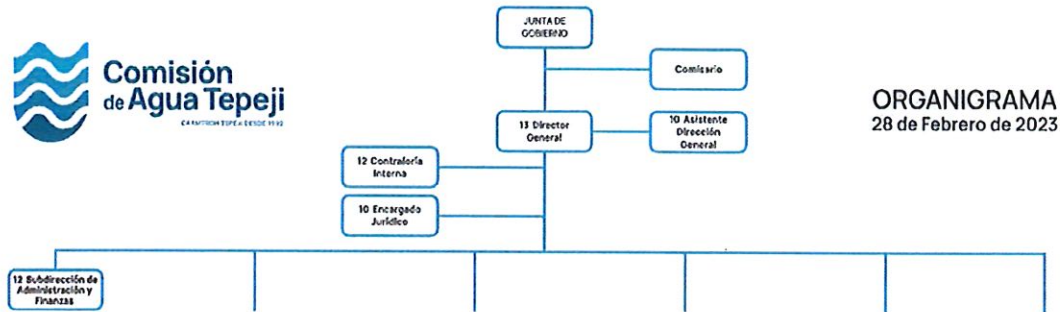 JUNTA DE
GOBIERNO
Comisión
de Agua Tepeji
Comisario
ORGANIGRAMA
28 de Febrero de 2023
13 Director
General
10 Asistente
Dirección
General
12 Contraloría
Interna
10 Encargado
Jurídico
12 Subdirección de
Administración y
Finanzas